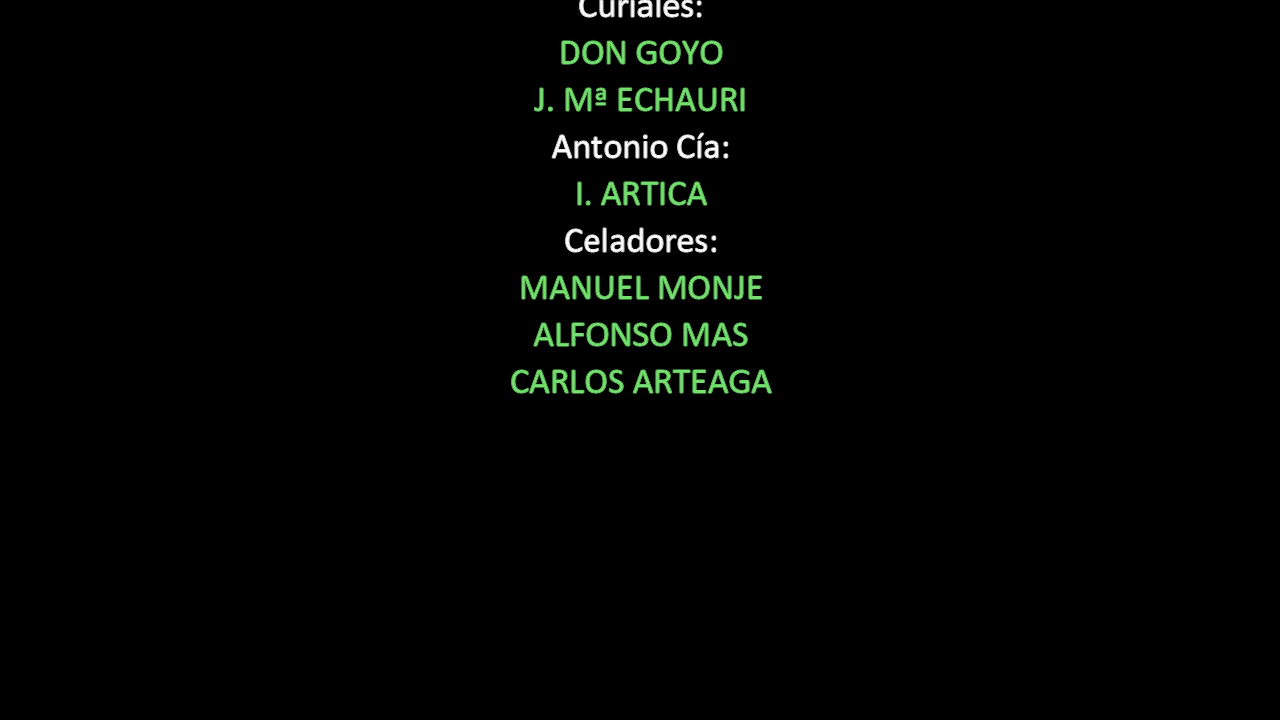 Curiales:
DON GOYO
J. Mª ECHAURI
Antonio Cía:
I. ARTICA
Celadores:
MANUEL MONJE
ALFONSO MAS
CARLOS ARTEAGA